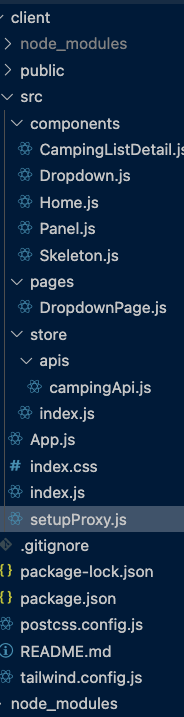 client
node_modules
public
src
components
CampingListDetail.js
Dropdown.js
Home.js
Panel.js
Skeleton.js
pages
DropdownPage.js
store
apis
campingApi.js
index.js
App.js
# index.css
index.js
setupProxy.js
.gitignore
{} package-lock.json
{} package.json
postcss.config.js
README.md
tailwind.config.js
node_modules